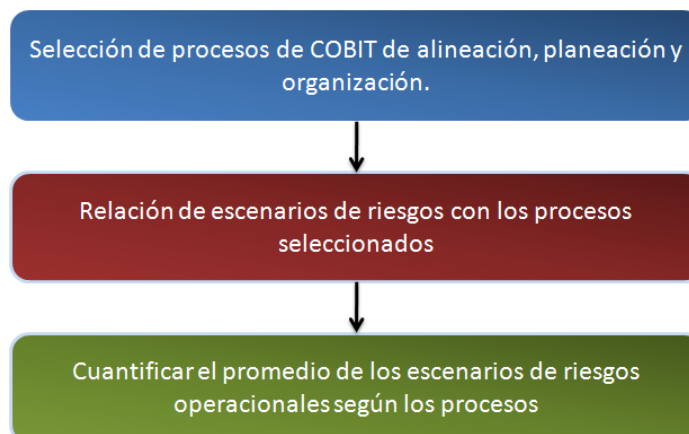 Selección de procesos de COBIT de alineación, planeación y
organización.
Relación de escenarios de riesgos con los procesos
seleccionados
Cuantificar el promedio de los escenarios de riesgos
operacionales según los procesos